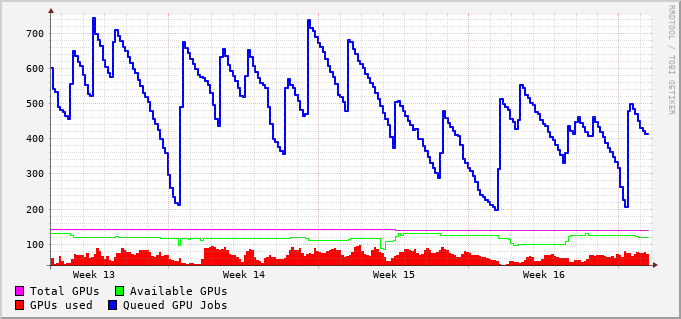 700
600
500
400
300
200
100
Week 13 Week 14 Week 15 Week 16
Total GPUs Available GPUs
GPUs used Queued GPU Jobs
RRDTOOL / TOBI OETIKER